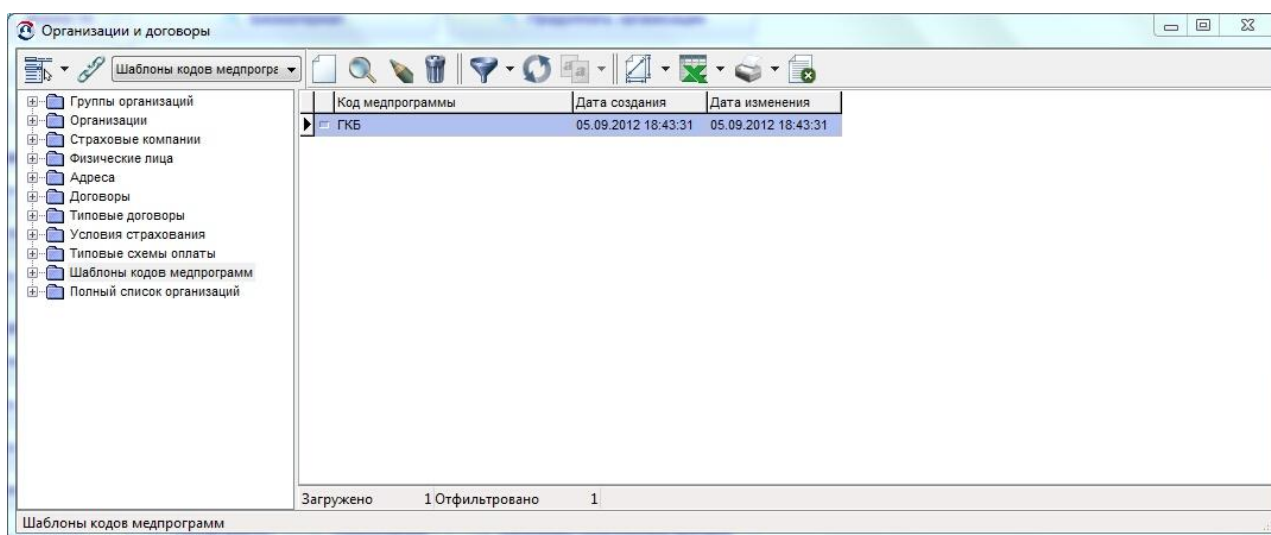 Организации и договоры
Шаблоны кодов медпрогра
Группы организаций
Организации
Страховые компании
Физические лица
Адреса
Договоры
Типовые договоры
Условия страхования
Типовые схемы оплаты
Шаблоны кодов медпрограмм
Полный список организаций
Код медпрограммы Дата создания Дата изменения
ГКБ 05.09.2012 18:43:31 05.09.2012 18:43:31
Загружено 1 Отфильтровано 1
Шаблоны кодов медпрограмм